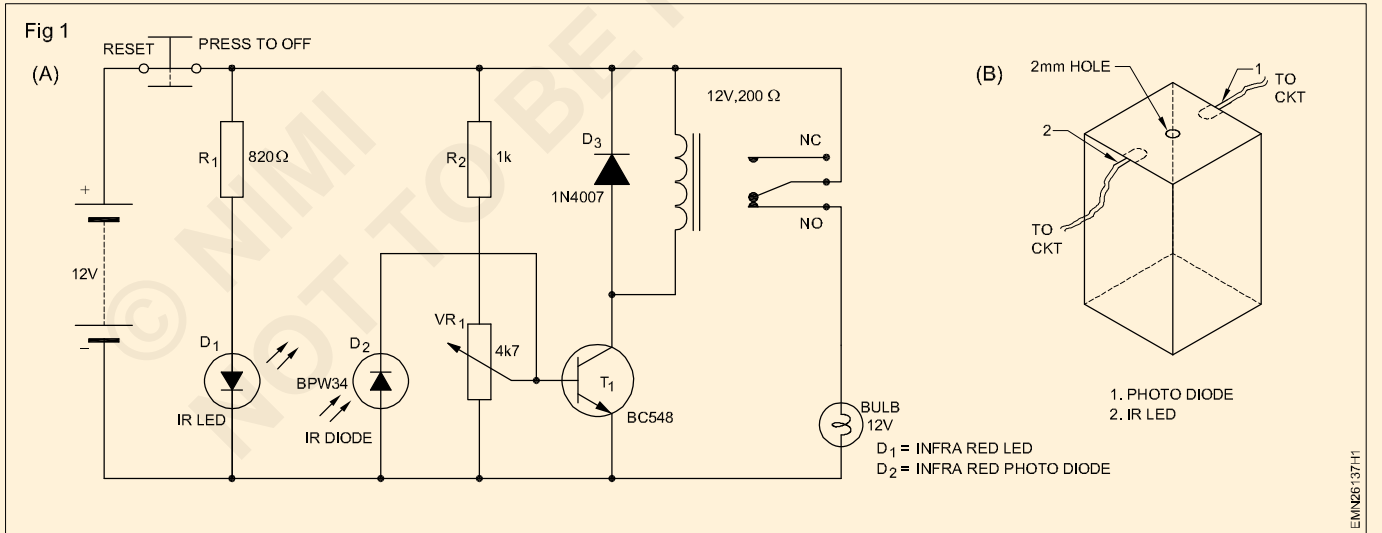 Fig 1
(A)
RESET
PRESS TO OFF
R1
820Ω
R2
1k
D3
1N4007
12V,200 Ω
NC
NO
+
12V
–
D1
IR LED
D2
BPW34
IR DIODE
VR1
4k7
T1
BC548
BULB
12V
D1 = INFRA RED LED
D2 = INFRA RED PHOTO DIODE
(B)
2mm HOLE
1
TO
CKT
2
TO
CKT
1. PHOTO DIODE
2. IR LED
EMN26137H1
© NIMI
NOT TO BE R